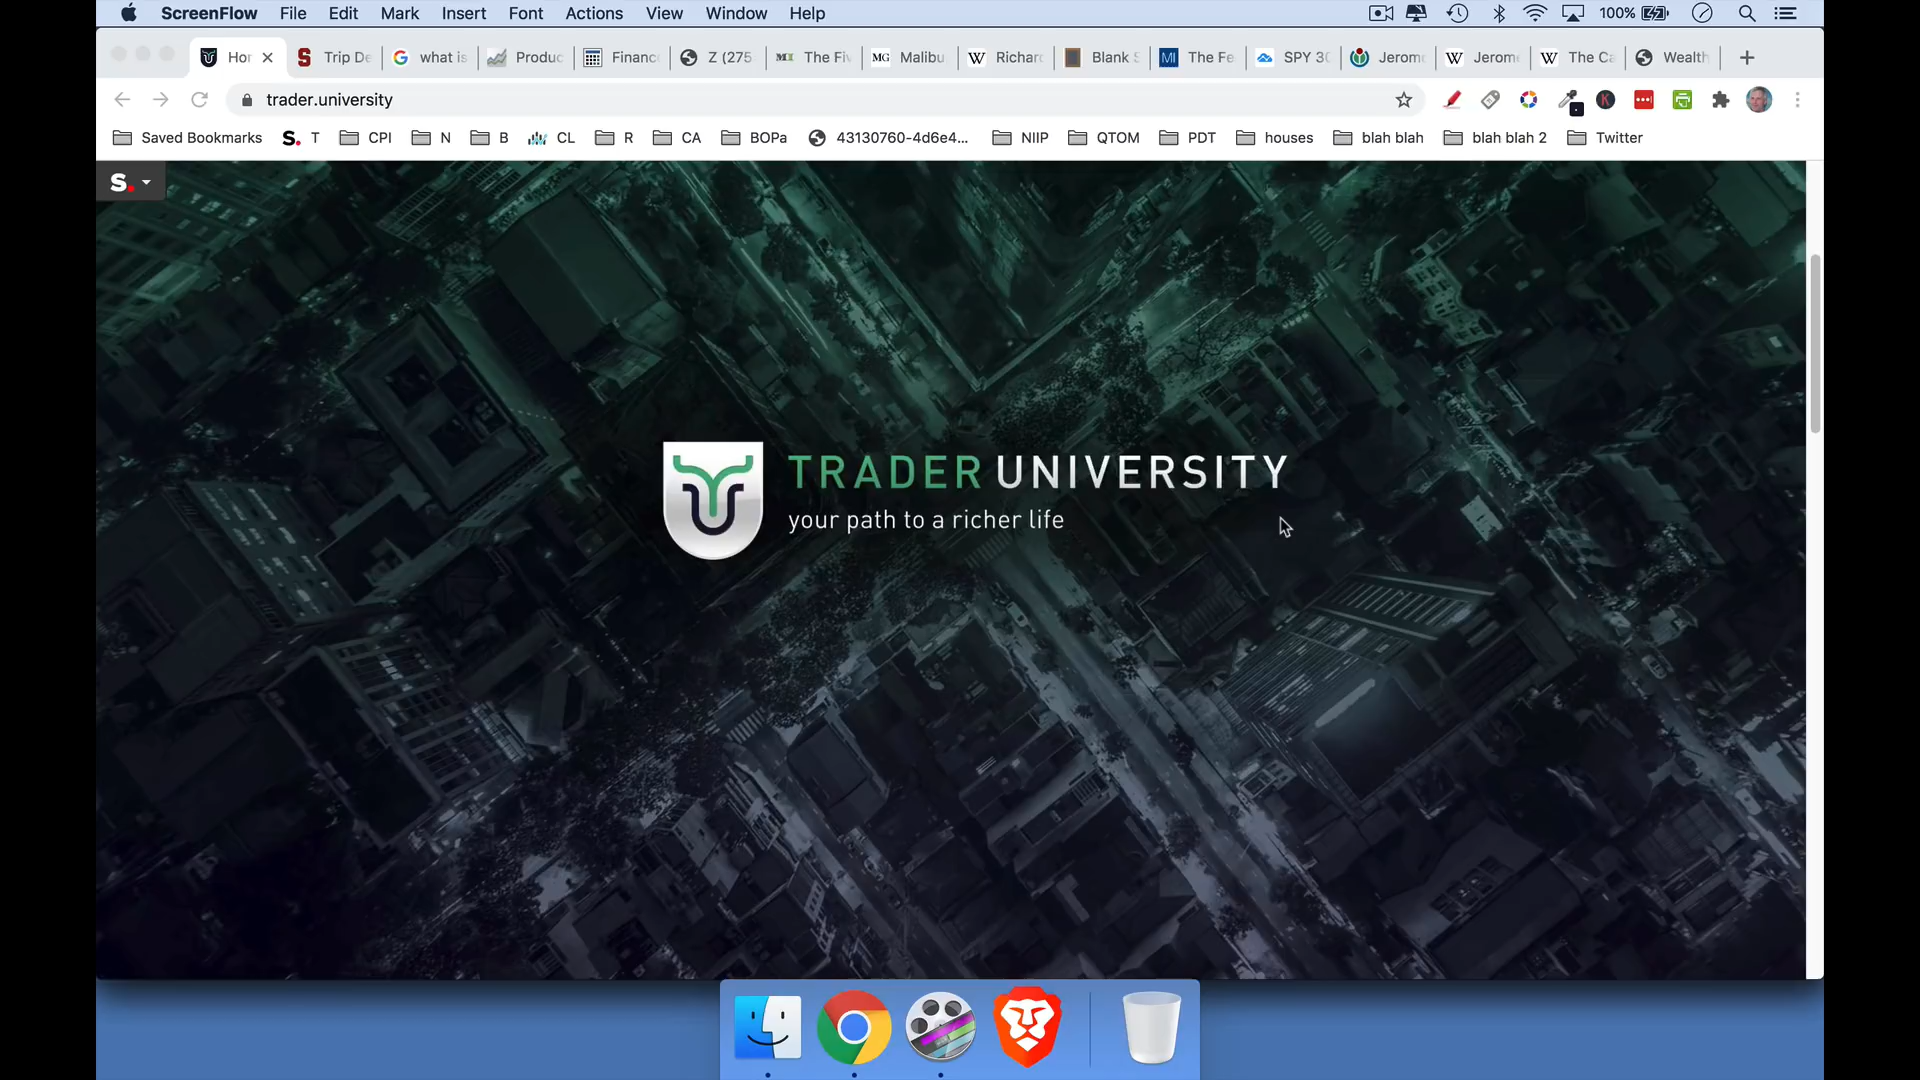 ScreenFlow File Edit Mark Insert Font Actions View Window Help 100%
Hor Trip De what is Produc Financ Z (275 The Fiv Malibu Richar Blank S The Fe SPY 30 Jerom Jerom The Ca Wealth
trader.university
Saved Bookmarks S. T CPI N B CL R CA BOPa 43130760-4d6e4... NIIP QTOM PDT houses blah blah blah blah 2 Twitter
S.
TRADER UNIVERSITY
your path to a richer life